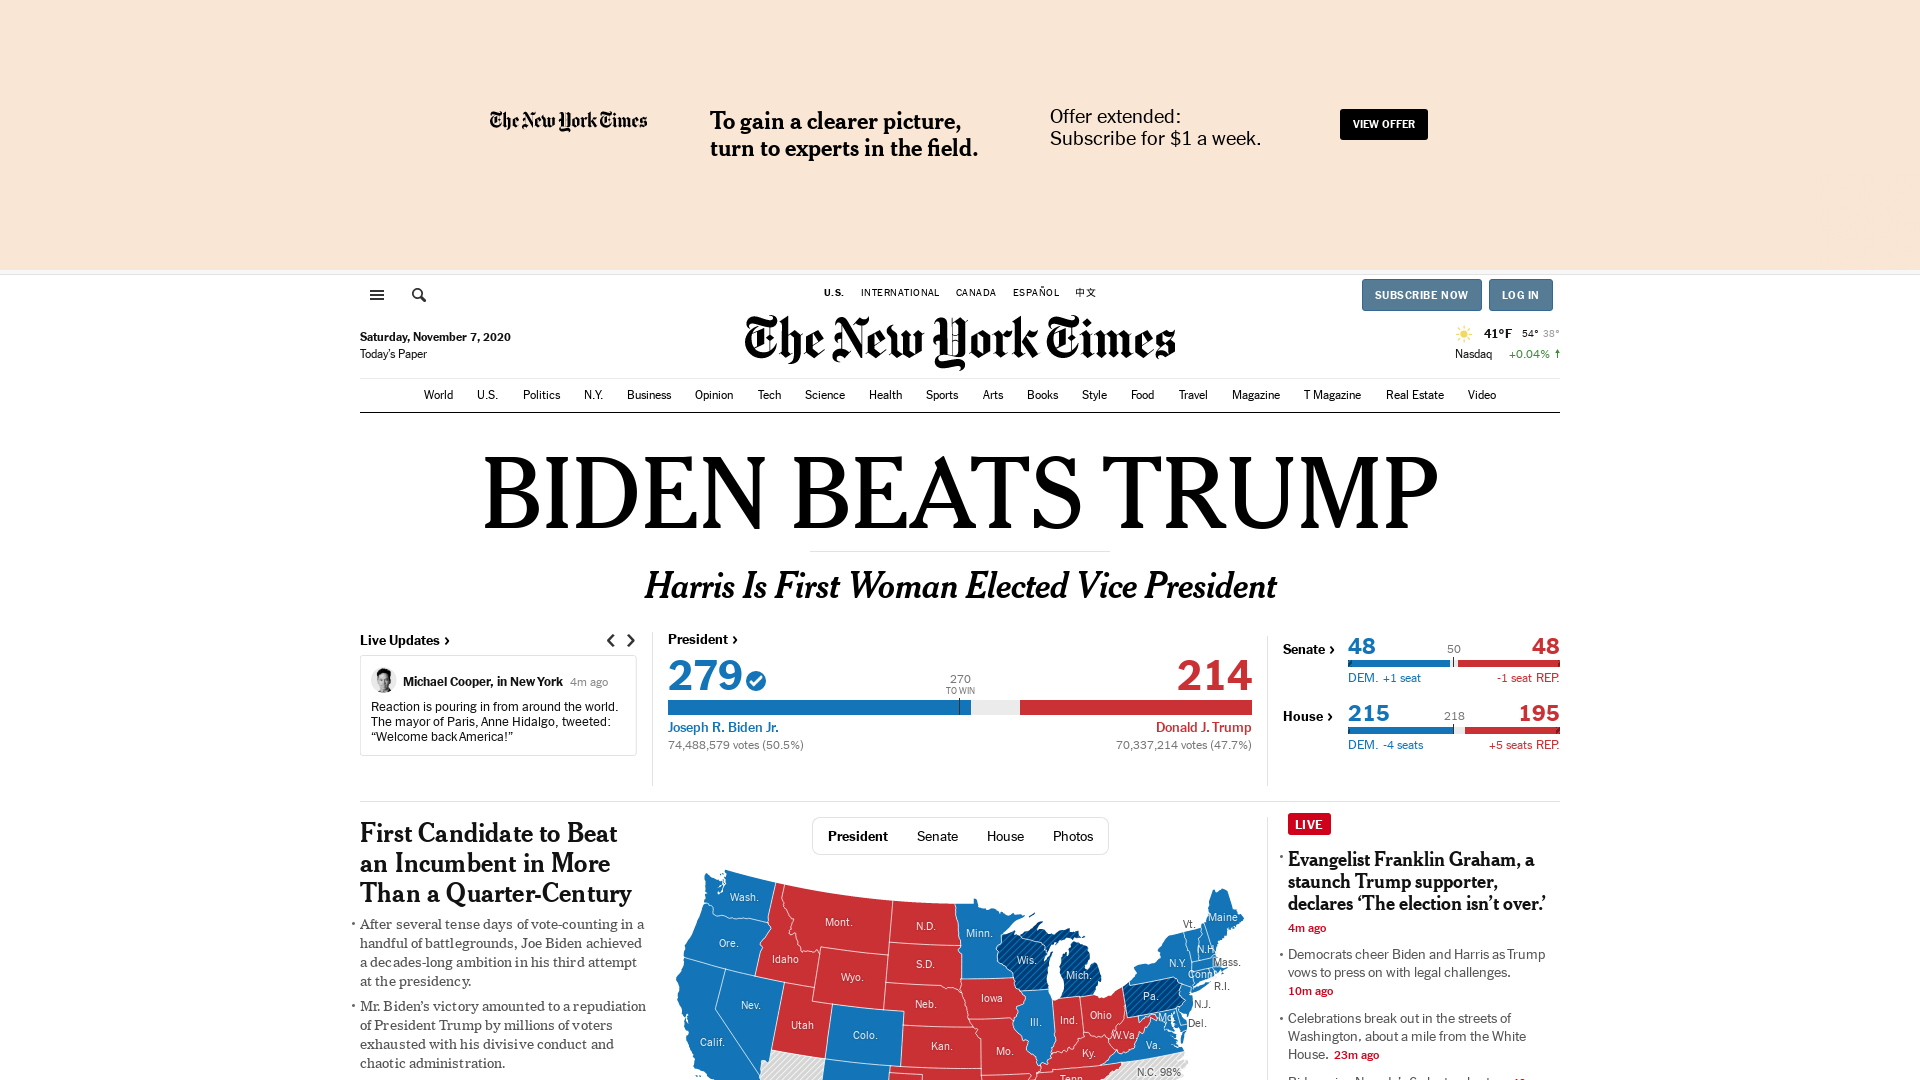 The New York Times
To gain a clearer picture,
turn to experts in the field.
Offer extended:
Subscribe for $1 a week.
VIEW OFFER
U.S. INTERNATIONAL CANADA ESPAÑOL 中文
SUBSCRIBE NOW
LOG IN
Saturday, November 7, 2020
Today's Paper
The New York Times
41°F 54° 38°
Nasdaq +0.04% ↑
World U.S. Politics N.Y. Business Opinion Tech Science Health Sports Arts Books Style Food Travel Magazine T Magazine Real Estate Video
BIDEN BEATS TRUMP
Harris Is First Woman Elected Vice President
Live Updates ›
Michael Cooper, in New York 4m ago
Reaction is pouring in from around the world.
The mayor of Paris, Anne Hidalgo, tweeted:
“Welcome back America!”
President ›
279
270
TO WIN
214
Joseph R. Biden Jr.
Donald J. Trump
74,488,579 votes (50.5%)
70,337,214 votes (47.7%)
Senate › 48 50 48
DEM. +1 seat -1 seat REP.
House › 215 218 195
DEM. -4 seats +5 seats REP.
First Candidate to Beat
an Incumbent in More
Than a Quarter-Century
• After several tense days of vote-counting in a
handful of battlegrounds, Joe Biden achieved
a decades-long ambition in his third attempt
at the presidency.
• Mr. Biden’s victory amounted to a repudiation
of President Trump by millions of voters
exhausted with his divisive conduct and
chaotic administration.
President Senate House Photos
Wash.
Mont.
N.D.
Minn.
Vt.
Maine
Ore.
Idaho
S.D.
Wis.
Mich.
N.Y.
N.H.
Mass.
Wyo.
Conn.
R.I.
Nev.
Neb.
Iowa
Pa.
N.J.
Utah
Colo.
Ill.
Ind.
Ohio
Md.
Del.
Calif.
Kan.
Mo.
W.Va.
Ky.
Va.
Tenn.
N.C. 98%
LIVE
• Evangelist Franklin Graham, a
staunch Trump supporter,
declares ‘The election isn’t over.’
4m ago
• Democrats cheer Biden and Harris as Trump
vows to press on with legal challenges.
10m ago
• Celebrations break out in the streets of
Washington, about a mile from the White
House. 23m ago